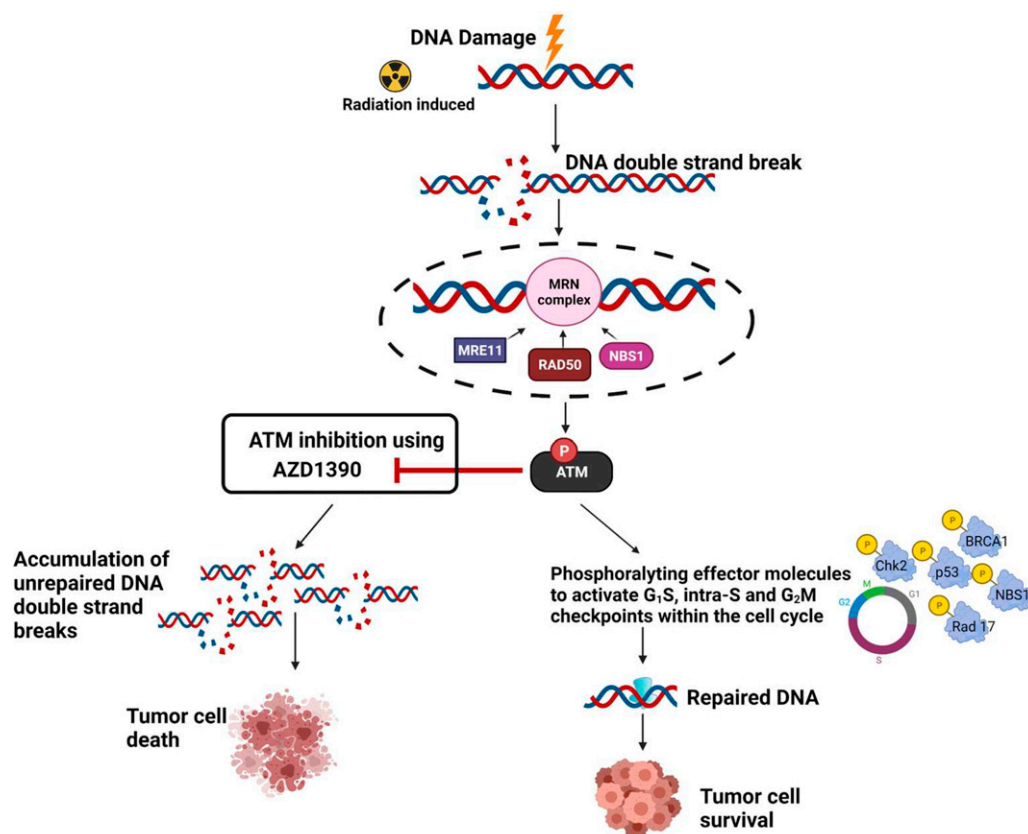 DNA Damage
Radiation induced
DNA double strand break
MRN
complex
MRE11
RAD50
NBS1
ATM inhibition using
AZD1390
P
ATM
Accumulation of
unrepaired DNA
double strand
breaks
Tumor cell
death
Phosphoralyting effector molecules
to activate G₁S, intra-S and G₂M
checkpoints within the cell cycle
P
BRCA1
P
Chk2
P
p53
P
NBS1
P
Rad 17
M
G1
G2
S
Repaired DNA
Tumor cell
survival